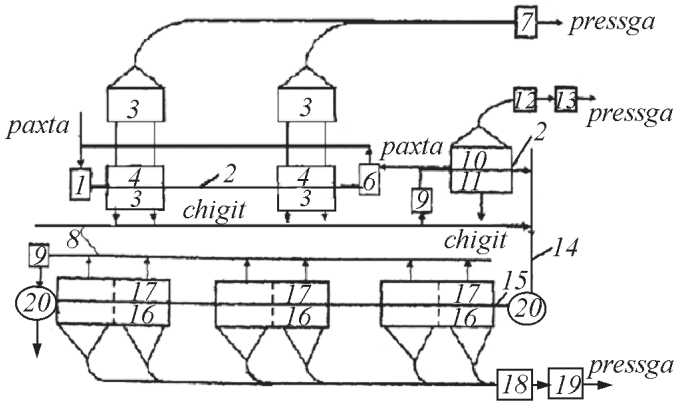 7 pressga
3 3
12 13
pressga
paxta paxta 10 2
1 4 2 4 6 11
3 3 9
chigit
8 chigit 14
9
17 17 17 15
20 16 16 16 20
18 19 pressga